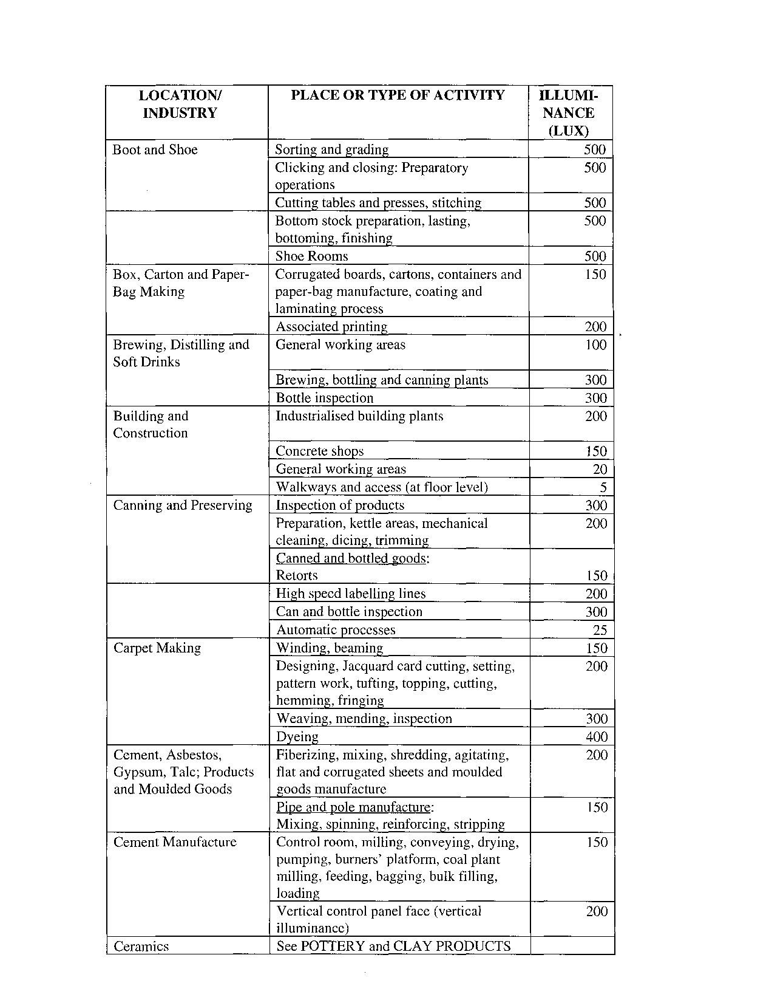 LOCATION/ PLACE OR TYPE OF ACTIVITY ILLUMI-
INDUSTRY NANCE
(LUX)
Boot and Shoe Sorting and grading 500
Clicking and closing: Preparatory 500
operations
Cutting tables and presses, stitching 500
Bottom stock preparation, lasting, 500
bottoming, finishing
Shoe Rooms 500
Box, Carton and Paper- Corrugated boards, cartons, containers and 150
Bag Making paper-bag manufacture, coating and
laminating process
Associated printing 200
Brewing, Distilling and General working areas 100
Soft Drinks
Brewing, bottling and canning plants 300
Bottle inspection 300
Building and Industrialised building plants 200
Construction
Concrete shops 150
General working areas 20
Walkways and access (at floor level) 5
Canning and Preserving Inspection of products 300
Preparation, kettle areas, mechanical 200
cleaning, dicing, trimming
Canned and bottled goods:
Retorts 150
High speed labelling lines 200
Can and bottle inspection 300
Automatic processes 25
Carpet Making Winding, beaming 150
Designing, Jacquard card cutting, setting, 200
pattern work, tufting, topping, cutting,
hemming, fringing
Weaving, mending, inspection 300
Dyeing 400
Cement, Asbestos, Fiberizing, mixing, shredding, agitating, 200
Gypsum, Talc; Products flat and corrugated sheets and moulded
and Moulded Goods goods manufacture
Pipe and pole manufacture: 150
Mixing, spinning, reinforcing, stripping
Cement Manufacture Control room, milling, conveying, drying, 150
pumping, burners' platform, coal plant
milling, feeding, bagging, bulk filling,
loading
Vertical control panel face (vertical 200
illuminance)
Ceramics See POTTERY and CLAY PRODUCTS